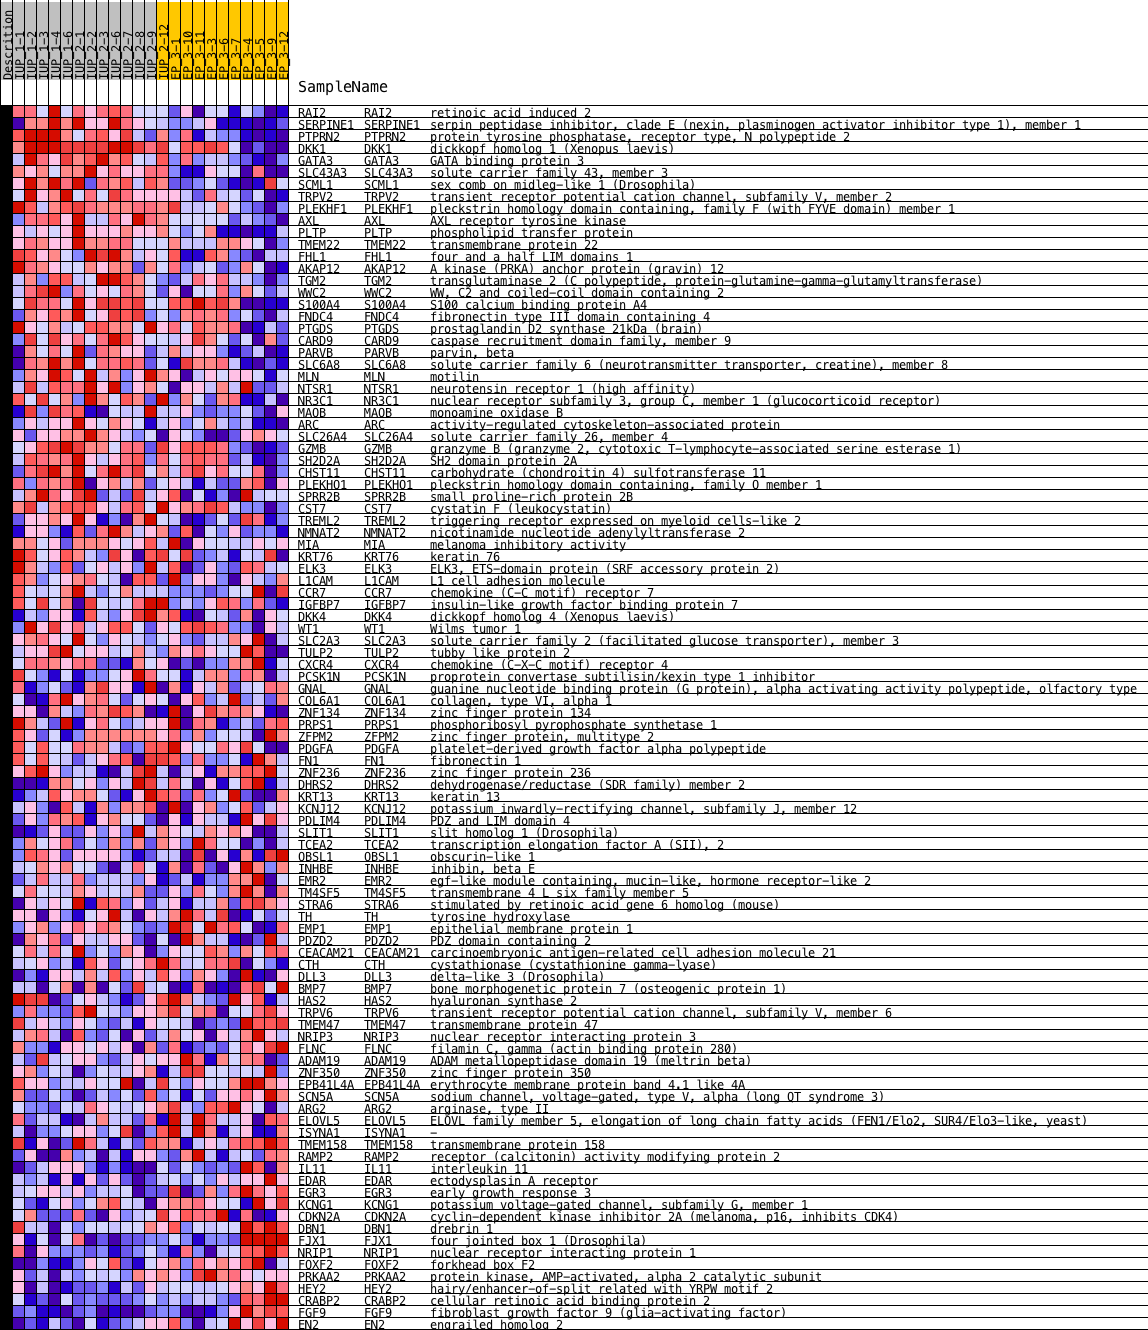 Descrition
IUP_1-1
IUP_1-2
IUP_1-3
IUP_1-4
IUP_1-6
IUP_2-1
IUP_2-2
IUP_2-3
IUP_2-6
IUP_2-7
IUP_2-8
IUP_2-9
IUP_2-12
EP_3-1
EP_3-10
EP_3-11
EP_3-3
EP_3-6
EP_3-7
EP_3-4
EP_3-5
EP_3-9
EP_3-12
SampleName
RAI2 RAI2 retinoic acid induced 2
SERPINE1 SERPINE1 serpin peptidase inhibitor, clade E (nexin, plasminogen activator inhibitor type 1), member 1
PTPRN2 PTPRN2 protein tyrosine phosphatase, receptor type, N polypeptide 2
DKK1 DKK1 dickkopf homolog 1 (Xenopus laevis)
GATA3 GATA3 GATA binding protein 3
SLC43A3 SLC43A3 solute carrier family 43, member 3
SCML1 SCML1 sex comb on midleg-like 1 (Drosophila)
TRPV2 TRPV2 transient receptor potential cation channel, subfamily V, member 2
PLEKHF1 PLEKHF1 pleckstrin homology domain containing, family F (with FYVE domain) member 1
AXL AXL AXL receptor tyrosine kinase
PLTP PLTP phospholipid transfer protein
TMEM22 TMEM22 transmembrane protein 22
FHL1 FHL1 four and a half LIM domains 1
AKAP12 AKAP12 A kinase (PRKA) anchor protein (gravin) 12
TGM2 TGM2 transglutaminase 2 (C polypeptide, protein-glutamine-gamma-glutamyltransferase)
WWC2 WWC2 WW, C2 and coiled-coil domain containing 2
S100A4 S100A4 S100 calcium binding protein A4
FNDC4 FNDC4 fibronectin type III domain containing 4
PTGDS PTGDS prostaglandin D2 synthase 21kDa (brain)
CARD9 CARD9 caspase recruitment domain family, member 9
PARVB PARVB parvin, beta
SLC6A8 SLC6A8 solute carrier family 6 (neurotransmitter transporter, creatine), member 8
MLN MLN motilin
NTSR1 NTSR1 neurotensin receptor 1 (high affinity)
NR3C1 NR3C1 nuclear receptor subfamily 3, group C, member 1 (glucocorticoid receptor)
MAOB MAOB monoamine oxidase B
ARC ARC activity-regulated cytoskeleton-associated protein
SLC26A4 SLC26A4 solute carrier family 26, member 4
GZMB GZMB granzyme B (granzyme 2, cytotoxic T-lymphocyte-associated serine esterase 1)
SH2D2A SH2D2A SH2 domain protein 2A
CHST11 CHST11 carbohydrate (chondroitin 4) sulfotransferase 11
PLEKHO1 PLEKHO1 pleckstrin homology domain containing, family O member 1
SPRR2B SPRR2B small proline-rich protein 2B
CST7 CST7 cystatin F (leukocystatin)
TREML2 TREML2 triggering receptor expressed on myeloid cells-like 2
NMNAT2 NMNAT2 nicotinamide nucleotide adenylyltransferase 2
MIA MIA melanoma inhibitory activity
KRT76 KRT76 keratin 76
ELK3 ELK3 ELK3, ETS-domain protein (SRF accessory protein 2)
L1CAM L1CAM L1 cell adhesion molecule
CCR7 CCR7 chemokine (C-C motif) receptor 7
IGFBP7 IGFBP7 insulin-like growth factor binding protein 7
DKK4 DKK4 dickkopf homolog 4 (Xenopus laevis)
WT1 WT1 Wilms tumor 1
SLC2A3 SLC2A3 solute carrier family 2 (facilitated glucose transporter), member 3
TULP2 TULP2 tubby like protein 2
CXCR4 CXCR4 chemokine (C-X-C motif) receptor 4
PCSK1N PCSK1N proprotein convertase subtilisin/kexin type 1 inhibitor
GNAL GNAL guanine nucleotide binding protein (G protein), alpha activating activity polypeptide, olfactory type
COL6A1 COL6A1 collagen, type VI, alpha 1
ZNF134 ZNF134 zinc finger protein 134
PRPS1 PRPS1 phosphoribosyl pyrophosphate synthetase 1
ZFPM2 ZFPM2 zinc finger protein, multitype 2
PDGFA PDGFA platelet-derived growth factor alpha polypeptide
FN1 FN1 fibronectin 1
ZNF236 ZNF236 zinc finger protein 236
DHRS2 DHRS2 dehydrogenase/reductase (SDR family) member 2
KRT13 KRT13 keratin 13
KCNJ12 KCNJ12 potassium inwardly-rectifying channel, subfamily J, member 12
PDLIM4 PDLIM4 PDZ and LIM domain 4
SLIT1 SLIT1 slit homolog 1 (Drosophila)
TCEA2 TCEA2 transcription elongation factor A (SII), 2
OBSL1 OBSL1 obscurin-like 1
INHBE INHBE inhibin, beta E
EMR2 EMR2 egf-like module containing, mucin-like, hormone receptor-like 2
TM4SF5 TM4SF5 transmembrane 4 L six family member 5
STRA6 STRA6 stimulated by retinoic acid gene 6 homolog (mouse)
TH TH tyrosine hydroxylase
EMP1 EMP1 epithelial membrane protein 1
PDZD2 PDZD2 PDZ domain containing 2
CEACAM21 CEACAM21 carcinoembryonic antigen-related cell adhesion molecule 21
CTH CTH cystathionase (cystathionine gamma-lyase)
DLL3 DLL3 delta-like 3 (Drosophila)
BMP7 BMP7 bone morphogenetic protein 7 (osteogenic protein 1)
HAS2 HAS2 hyaluronan synthase 2
TRPV6 TRPV6 transient receptor potential cation channel, subfamily V, member 6
TMEM47 TMEM47 transmembrane protein 47
NRIP3 NRIP3 nuclear receptor interacting protein 3
FLNC FLNC filamin C, gamma (actin binding protein 280)
ADAM19 ADAM19 ADAM metallopeptidase domain 19 (meltrin beta)
ZNF350 ZNF350 zinc finger protein 350
EPB41L4A EPB41L4A erythrocyte membrane protein band 4.1 like 4A
SCN5A SCN5A sodium channel, voltage-gated, type V, alpha (long QT syndrome 3)
ARG2 ARG2 arginase, type II
ELOVL5 ELOVL5 ELOVL family member 5, elongation of long chain fatty acids (FEN1/Elo2, SUR4/Elo3-like, yeast)
ISYNA1 ISYNA1 -
TMEM158 TMEM158 transmembrane protein 158
RAMP2 RAMP2 receptor (calcitonin) activity modifying protein 2
IL11 IL11 interleukin 11
EDAR EDAR ectodysplasin A receptor
EGR3 EGR3 early growth response 3
KCNG1 KCNG1 potassium voltage-gated channel, subfamily G, member 1
CDKN2A CDKN2A cyclin-dependent kinase inhibitor 2A (melanoma, p16, inhibits CDK4)
DBN1 DBN1 drebrin 1
FJX1 FJX1 four jointed box 1 (Drosophila)
NRIP1 NRIP1 nuclear receptor interacting protein 1
FOXF2 FOXF2 forkhead box F2
PRKAA2 PRKAA2 protein kinase, AMP-activated, alpha 2 catalytic subunit
HEY2 HEY2 hairy/enhancer-of-split related with YRPW motif 2
CRABP2 CRABP2 cellular retinoic acid binding protein 2
FGF9 FGF9 fibroblast growth factor 9 (glia-activating factor)
EN2 EN2 engrailed homolog 2